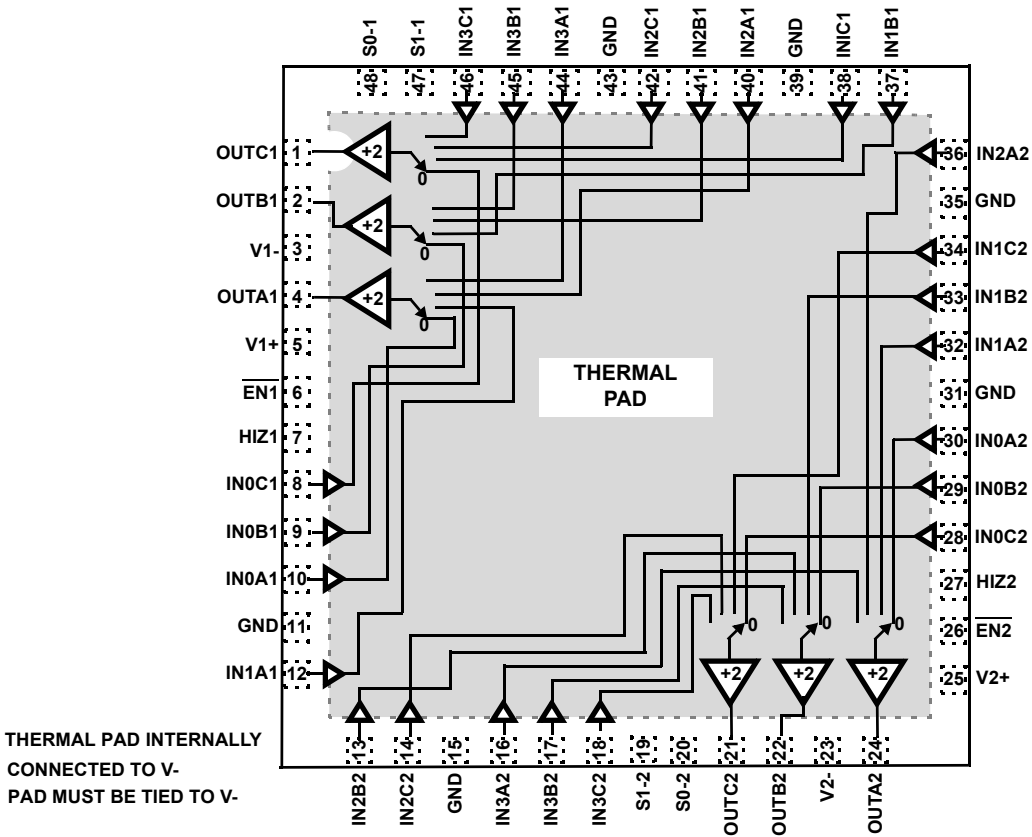 S0-1
S1-1
IN3C1
IN3B1
IN3A1
GND
IN2C1
IN2B1
IN2A1
GND
INIC1
IN1B1
48
47
46
45
44
43
42
41
40
39
38
37
OUTC1 1
OUTB1 2
V1- 3
OUTA1 4
V1+ 5
EN1 6
HIZ1 7
IN0C1 8
IN0B1 9
IN0A1 10
GND 11
IN1A1 12
+2
0
+2
0
+2
0
THERMAL
PAD
36 IN2A2
35 GND
34 IN1C2
33 IN1B2
32 IN1A2
31 GND
30 IN0A2
29 IN0B2
28 IN0C2
27 HIZ2
26 EN2
25 V2+
0
0
0
+2
+2
+2
13
14
15
16
17
18
19
20
21
22
23
24
IN2B2
IN2C2
GND
IN3A2
IN3B2
IN3C2
S1-2
S0-2
OUTC2
OUTB2
V2-
OUTA2
THERMAL PAD INTERNALLY
CONNECTED TO V-
PAD MUST BE TIED TO V-